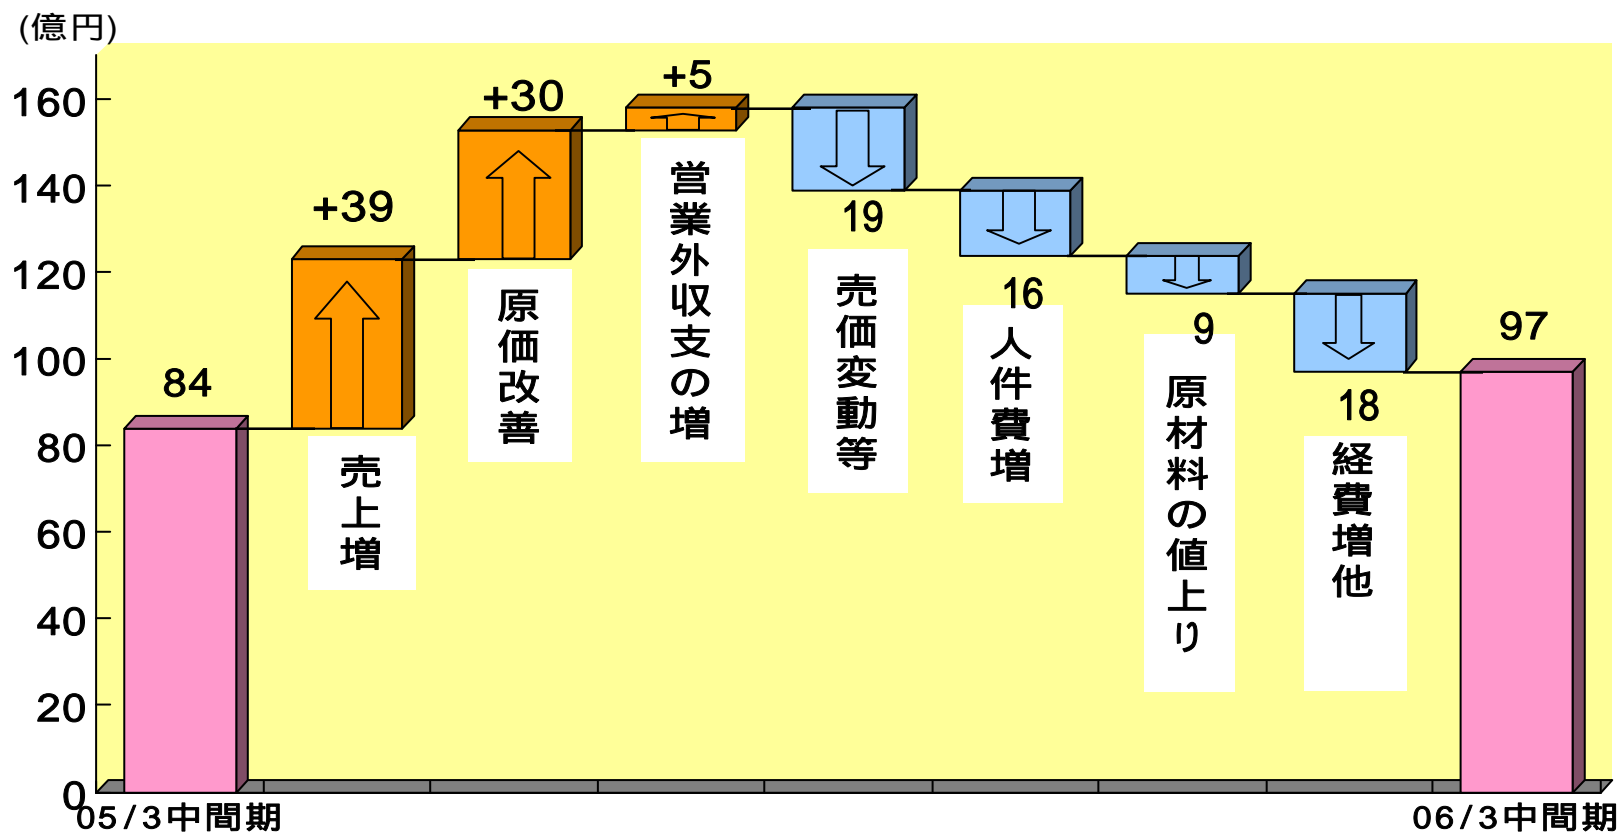 (億円)
160
140
120
100
80
60
40
20
0
84
+39
+30
+5
19
16
9
18
97
売上増
原価改善
営業外収支の増
売価変動等
人件費増
原材料の値上り
経費増他
05/3中間期
06/3中間期